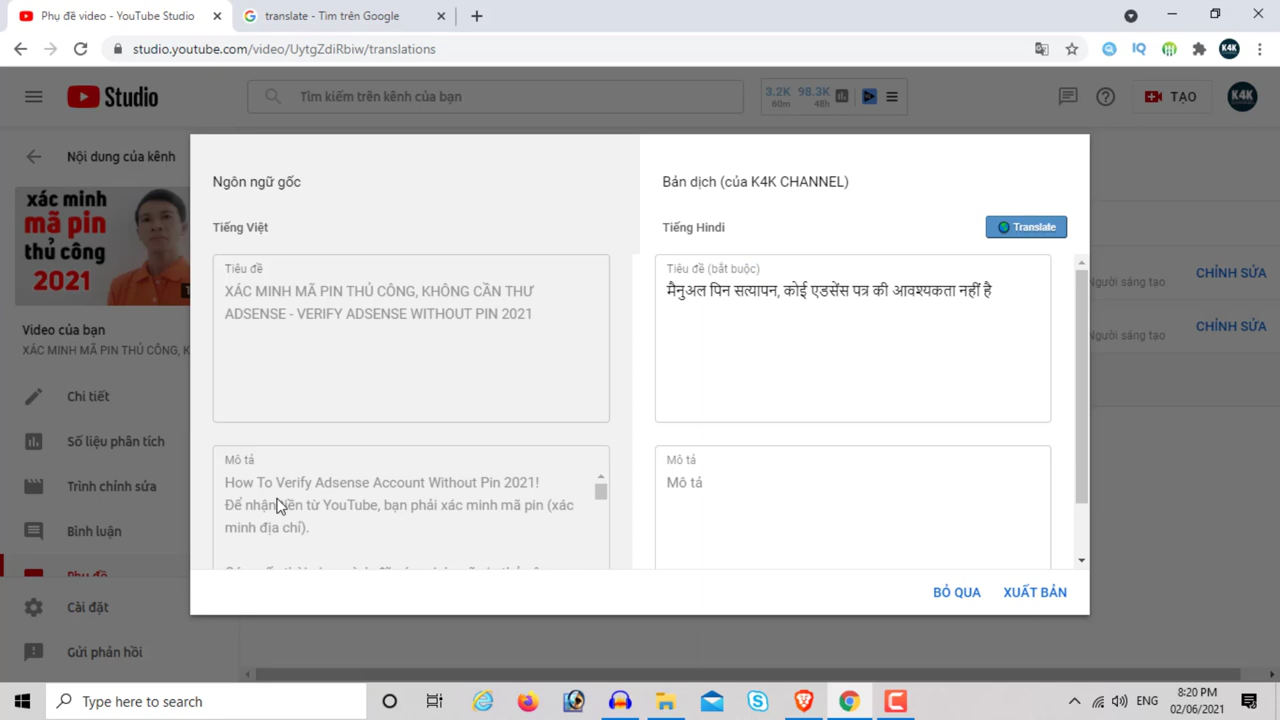 Phụ đề video - YouTube Studio
translate - Tìm trên Google
studio.youtube.com/video/UytgZdiRbiw/translations
IQ
K4K
Studio
Tìm kiếm trên kênh của bạn
3.2K 98.3K
60m 48h
TẠO
K4K
Nội dung của kênh
xác minh
mã pin
thủ công
2021
Video của bạn
XÁC MINH MÃ PIN THỦ CÔNG, K
Chi tiết
Số liệu phân tích
Trình chỉnh sửa
Bình luận
Phụ đề
Cài đặt
Gửi phản hồi
Ngôn ngữ gốc
Tiếng Việt
Tiêu đề
XÁC MINH MÃ PIN THỦ CÔNG, KHÔNG CẦN THƯ
ADSENSE - VERIFY ADSENSE WITHOUT PIN 2021
Mô tả
How To Verify Adsense Account Without Pin 2021!
Để nhận tiền từ YouTube, bạn phải xác minh mã pin (xác
minh địa chỉ).
Bản dịch (của K4K CHANNEL)
Tiếng Hindi
Translate
Tiêu đề (bắt buộc)
मैनुअल पिन सत्यापन, कोई एडसेंस पत्र की आवश्यकता नहीं है
Mô tả
Mô tả
BỎ QUA
XUẤT BẢN
CHỈNH SỬA
Người sáng tạo
CHỈNH SỬA
Người sáng tạo
Type here to search
ENG
8:20 PM
02/06/2021